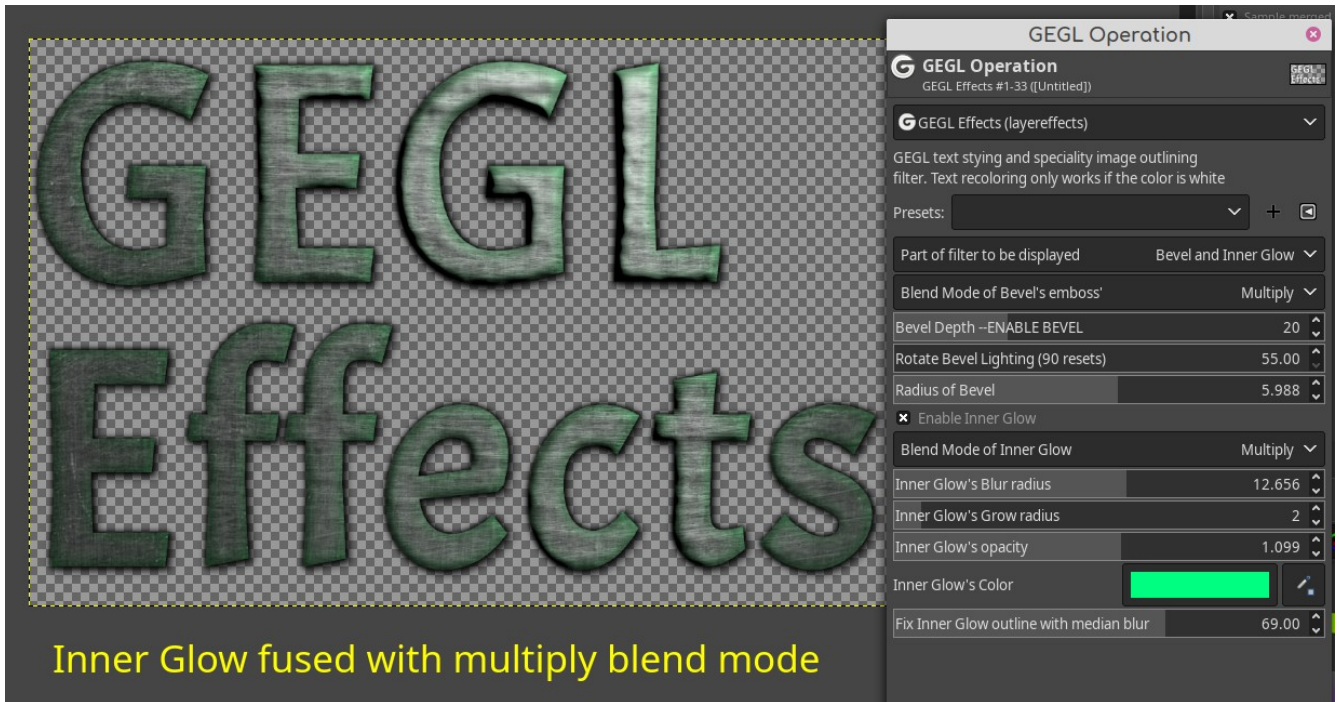 Sample merged
GEGL Operation
GEGL Operation
GEGL Effects #1-33 ([Untitled])
GEGL
Effects
GEGL Effects (layereffects)
GEGL text stying and speciality image outlining
filter. Text recoloring only works if the color is white
Presets:
Part of filter to be displayed Bevel and Inner Glow
Blend Mode of Bevel's emboss' Multiply
Bevel Depth --ENABLE BEVEL 20
Rotate Bevel Lighting (90 resets) 55.00
Radius of Bevel 5.988
Enable Inner Glow
Blend Mode of Inner Glow Multiply
Inner Glow's Blur radius 12.656
Inner Glow's Grow radius 2
Inner Glow's opacity 1.099
Inner Glow's Color
Fix Inner Glow outline with median blur 69.00
GEGL
Effects
Inner Glow fused with multiply blend mode